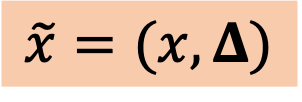 x̃ = (x, Δ)